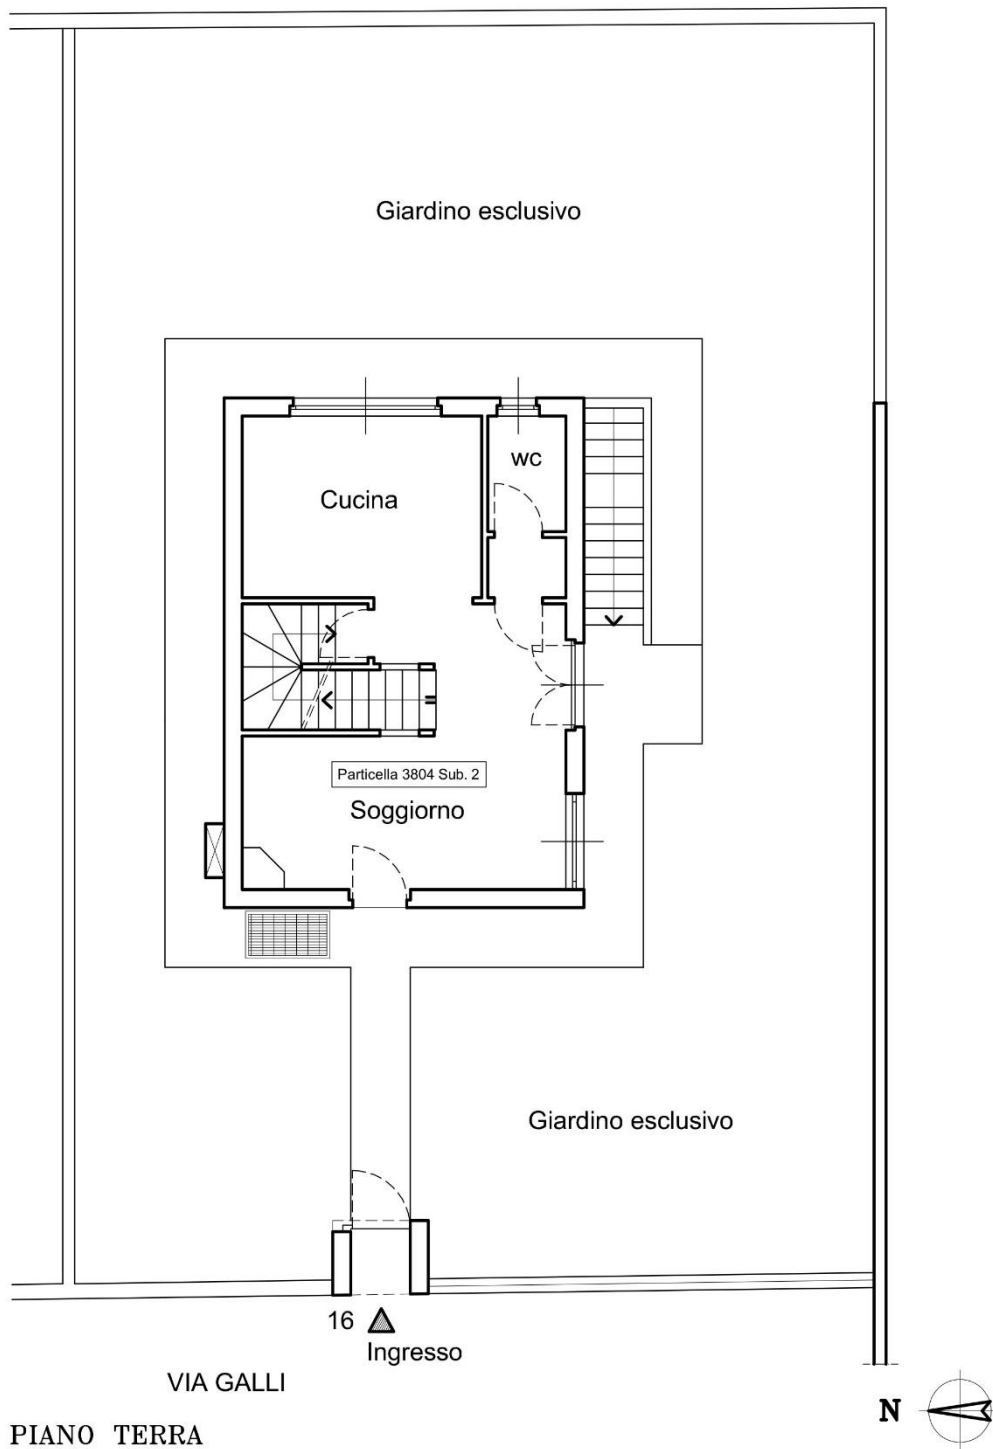 Giardino esclusivo
wc
Cucina
Particella 3804 Sub. 2
Soggiorno
Giardino esclusivo
16
Ingresso
VIA GALLI
N
PIANO TERRA